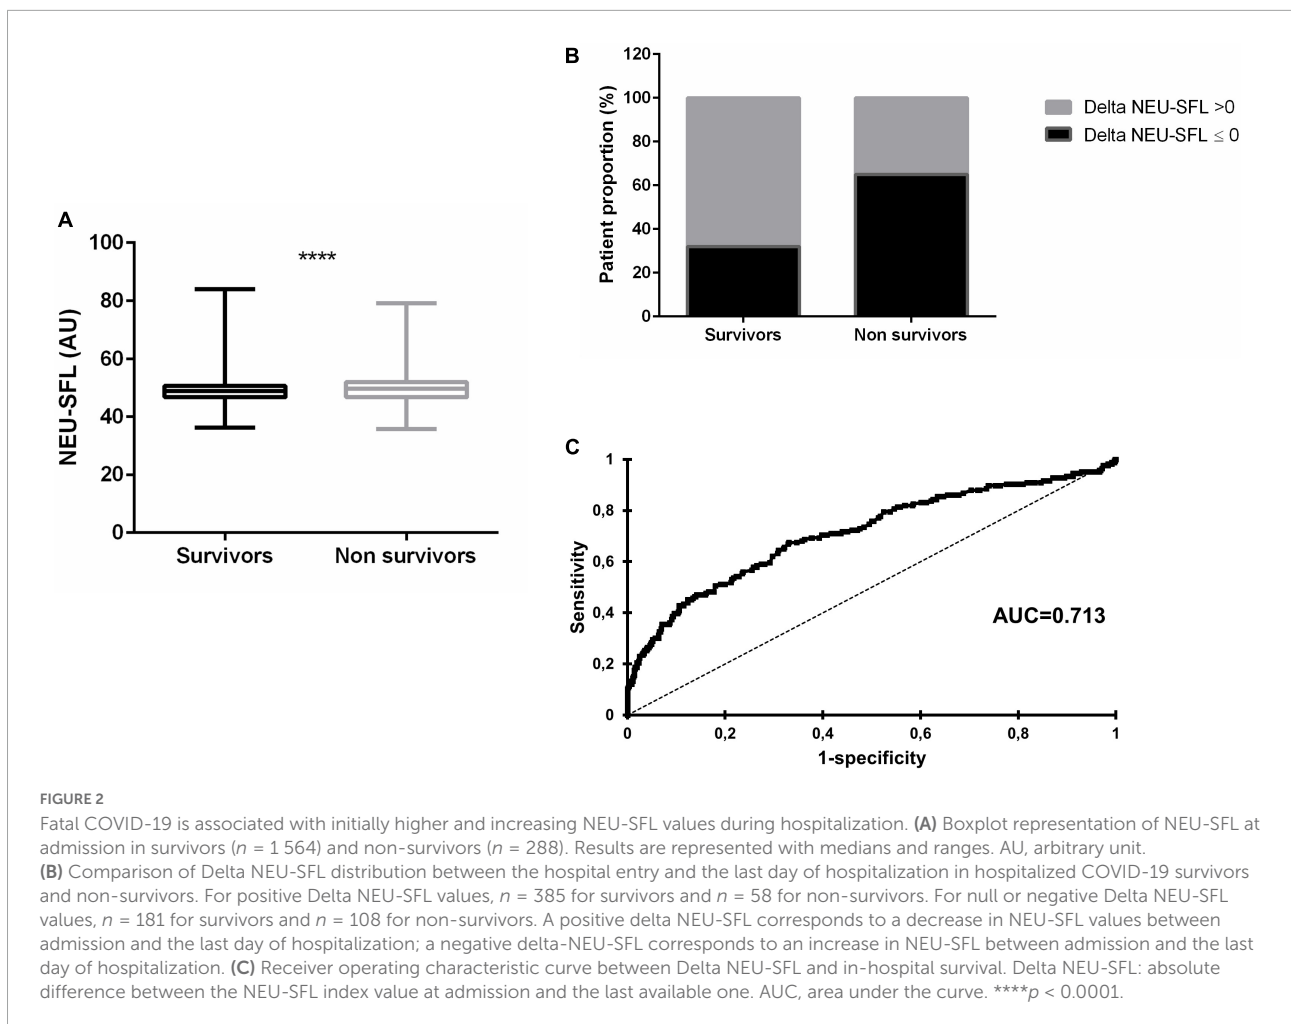 A
100
80
60
40
20
0
NEU-SFL (AU)
****
Survivors
Non survivors
B
120
100
80
60
40
20
0
Patient proportion (%)
Survivors
Non survivors
Delta NEU-SFL >0
Delta NEU-SFL ≤ 0
C
1
0,8
0,6
0,4
0,2
0
Sensitivity
AUC=0.713
0
0,2
0,4
0,6
0,8
1
1-specificity
FIGURE 2
Fatal COVID-19 is associated with initially higher and increasing NEU-SFL values during hospitalization. (A) Boxplot representation of NEU-SFL at
admission in survivors (n = 1 564) and non-survivors (n = 288). Results are represented with medians and ranges. AU, arbitrary unit.
(B) Comparison of Delta NEU-SFL distribution between the hospital entry and the last day of hospitalization in hospitalized COVID-19 survivors
and non-survivors. For positive Delta NEU-SFL values, n = 385 for survivors and n = 58 for non-survivors. For null or negative Delta NEU-SFL
values, n = 181 for survivors and n = 108 for non-survivors. A positive delta NEU-SFL corresponds to a decrease in NEU-SFL values between
admission and the last day of hospitalization; a negative delta-NEU-SFL corresponds to an increase in NEU-SFL between admission and the last
day of hospitalization. (C) Receiver operating characteristic curve between Delta NEU-SFL and in-hospital survival. Delta NEU-SFL: absolute
difference between the NEU-SFL index value at admission and the last available one. AUC, area under the curve. ****p < 0.0001.